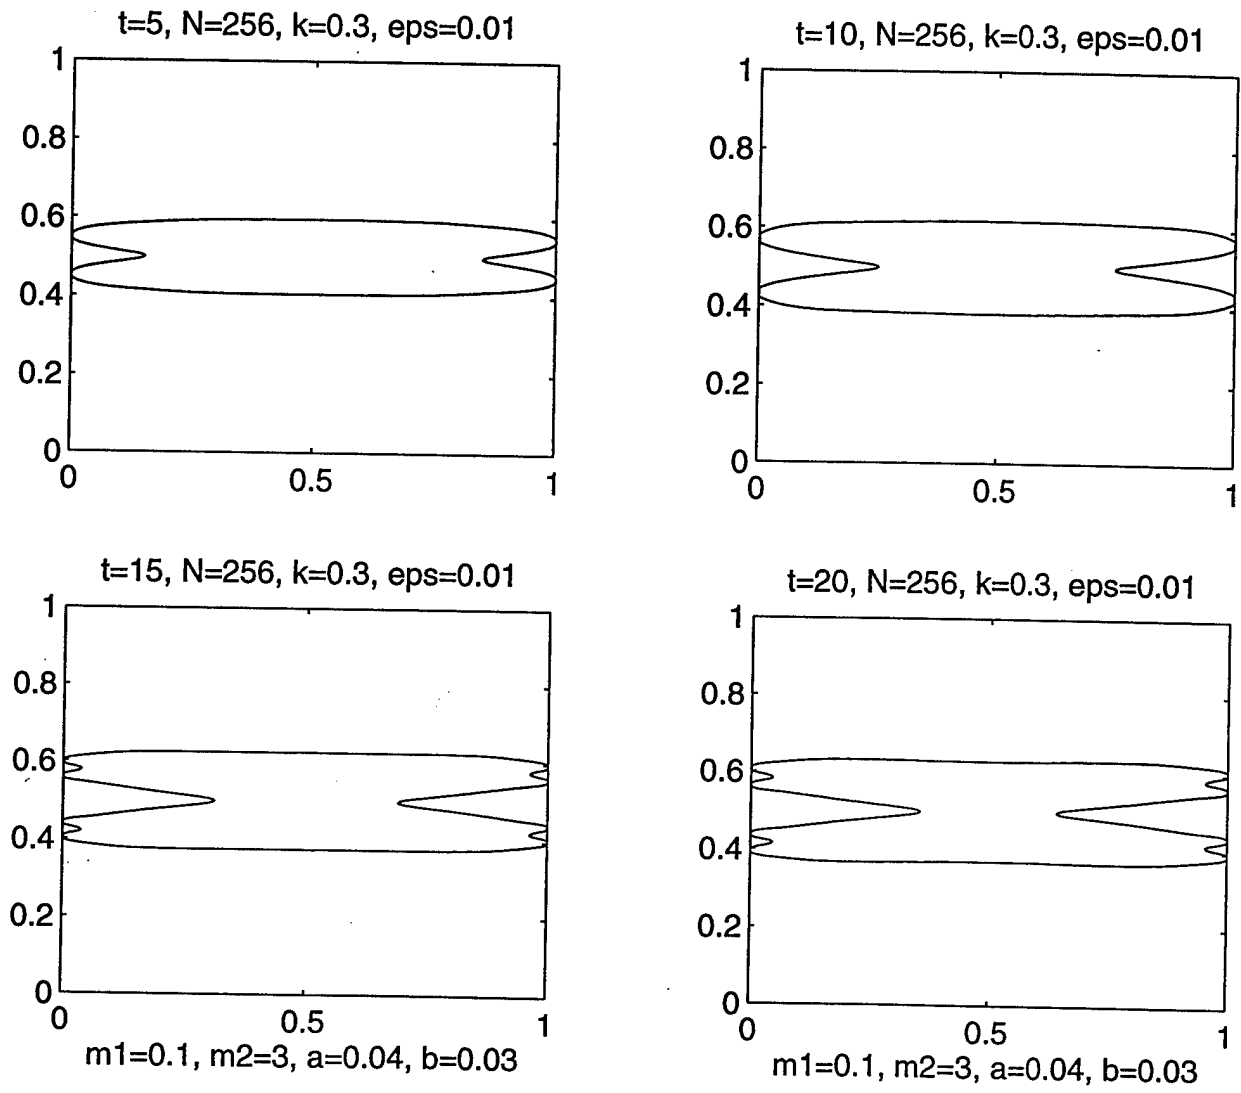 t=5, N=256, k=0.3, eps=0.01
1
0.8
0.6
0.4
0.2
0
0 0.5 1
t=10, N=256, k=0.3, eps=0.01
1
0.8
0.6
0.4
0.2
0
0 0.5 1
t=15, N=256, k=0.3, eps=0.01
1
0.8
0.6
0.4
0.2
0
0 0.5 1
m1=0.1, m2=3, a=0.04, b=0.03
t=20, N=256, k=0.3, eps=0.01
1
0.8
0.6
0.4
0.2
0
0 0.5 1
m1=0.1, m2=3, a=0.04, b=0.03